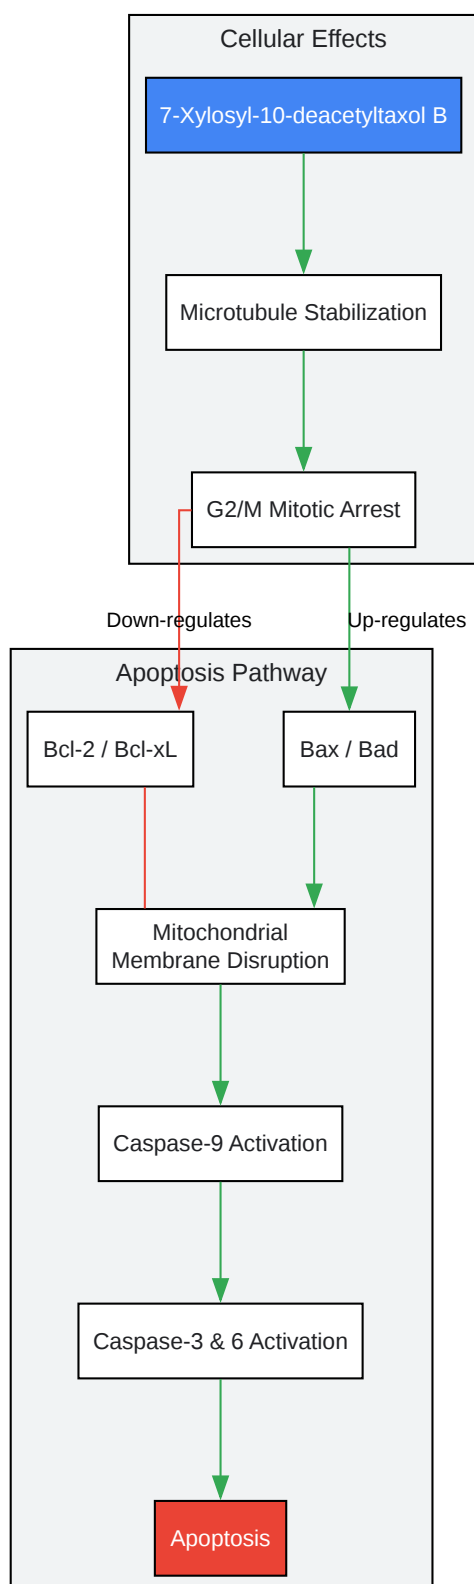 Cellular Effects
7-Xylosyl-10-deacetyltaxol B
Microtubule Stabilization
G2/M Mitotic Arrest
Down-regulates
Up-regulates
Apoptosis Pathway
Bcl-2 / Bcl-xL
Bax / Bad
Mitochondrial
Membrane Disruption
Caspase-9 Activation
Caspase-3 & 6 Activation
Apoptosis